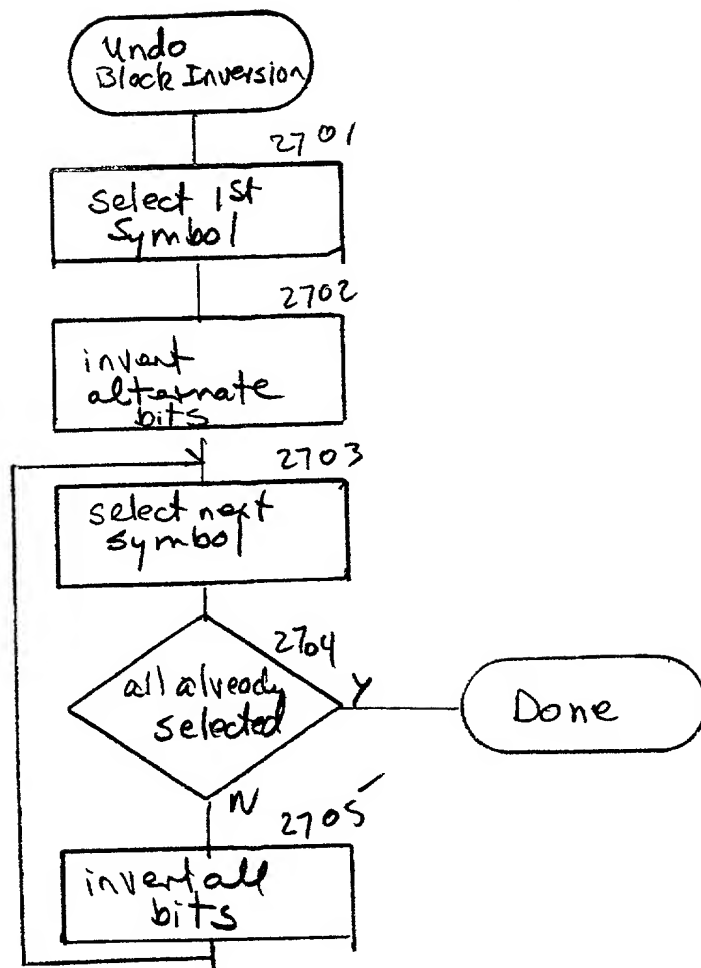 Undo
Block Inversion
2701
select 1st
symbol
2702
invert
alternate
bits
2703
select next
symbol
2704
all already
selected
Y
Done
N
2705
invert all
bits